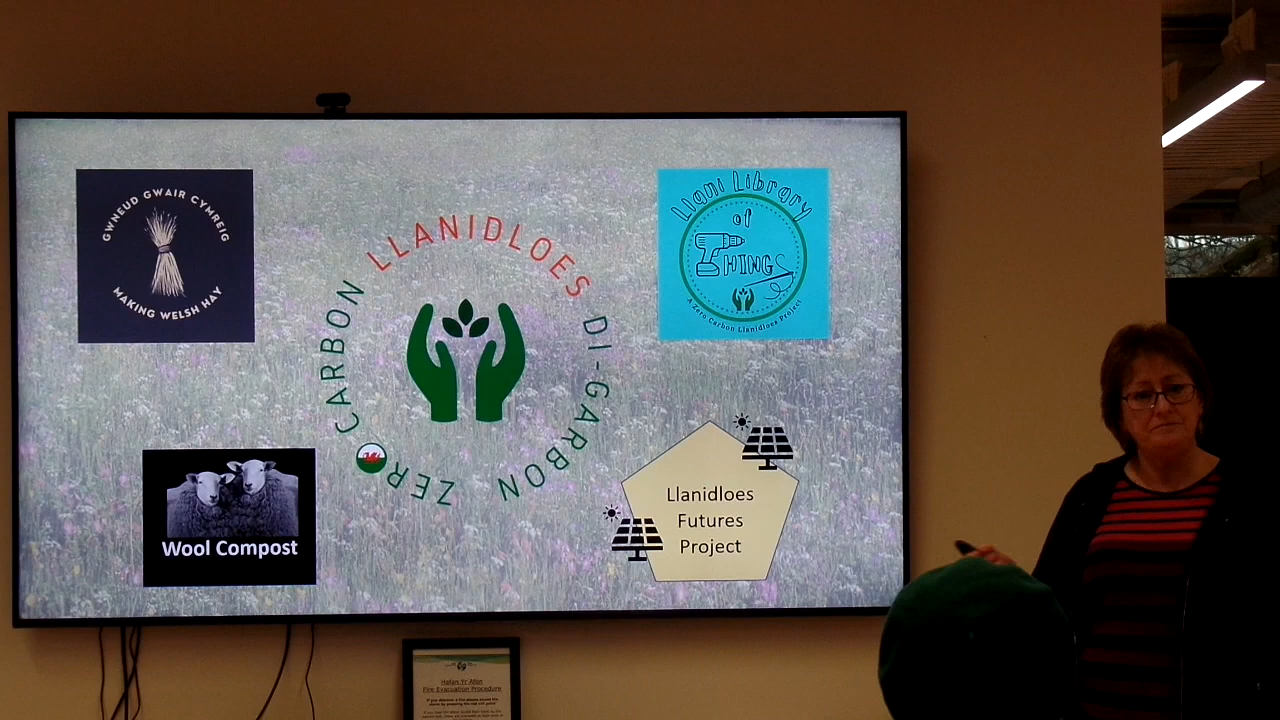 GWNEUD GWAIR CYMREIG
MAKING WELSH HAY
LLANIDLOES
DI-GARBON
ZERO CARBON
Llani Library
of
THINGS
A Zero Carbon Llanidloes Project
Wool Compost
Llanidloes
Futures
Project
Hafan Yr Afon
Fire Evacuation Procedure